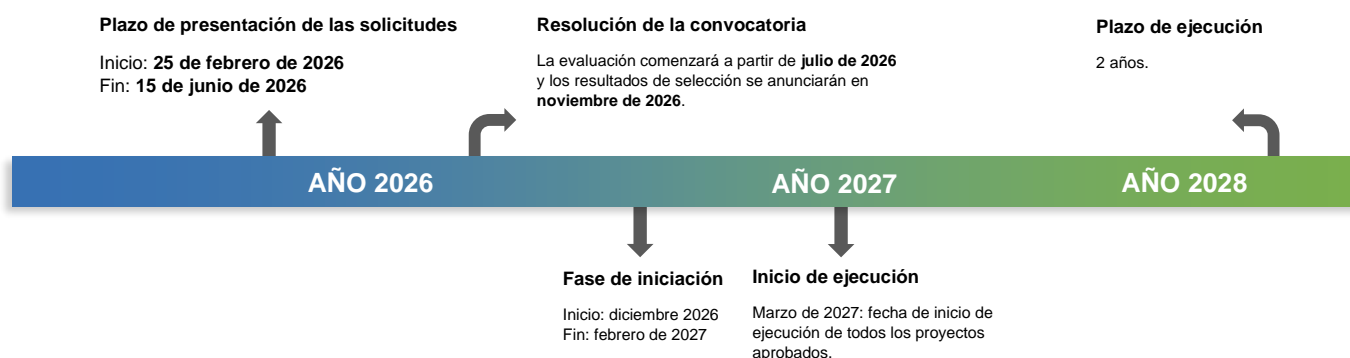 Plazo de presentación de las solicitudes
Inicio: 25 de febrero de 2026
Fin: 15 de junio de 2026
Resolución de la convocatoria
La evaluación comenzará a partir de julio de 2026
y los resultados de selección se anunciarán en
noviembre de 2026.
Plazo de ejecución
2 años.
AÑO 2026
AÑO 2027
AÑO 2028
Fase de iniciación
Inicio: diciembre 2026
Fin: febrero de 2027
Inicio de ejecución
Marzo de 2027: fecha de inicio de
ejecución de todos los proyectos
aprobados.